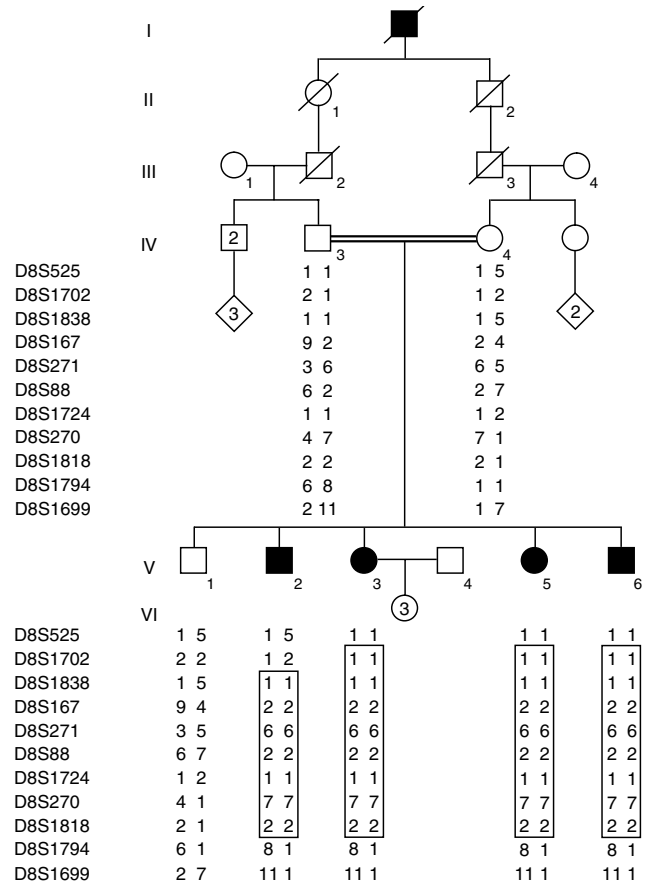 I
II
1
2
III
1
2
3
4
IV
2
3
4
3
2
D8S525 1 1 1 5
D8S1702 2 1 1 2
D8S1838 1 1 1 5
D8S167 9 2 2 4
D8S271 3 6 6 5
D8S88 6 2 2 7
D8S1724 1 1 1 2
D8S270 4 7 7 1
D8S1818 2 2 2 1
D8S1794 6 8 1 1
D8S1699 2 11 1 7
V
1
2
3
4
5
6
VI
3
D8S525 1 5 1 5 1 1 1 1 1 1
D8S1702 2 2 1 2 1 1 1 1 1 1
D8S1838 1 5 1 1 1 1 1 1 1 1
D8S167 9 4 2 2 2 2 2 2 2 2
D8S271 3 5 6 6 6 6 6 6 6 6
D8S88 6 7 2 2 2 2 2 2 2 2
D8S1724 1 2 1 1 1 1 1 1 1 1
D8S270 4 1 7 7 7 7 7 7 7 7
D8S1818 2 1 2 2 2 2 2 2 2 2
D8S1794 6 1 8 1 8 1 8 1 8 1
D8S1699 2 7 11 1 11 1 11 1 11 1